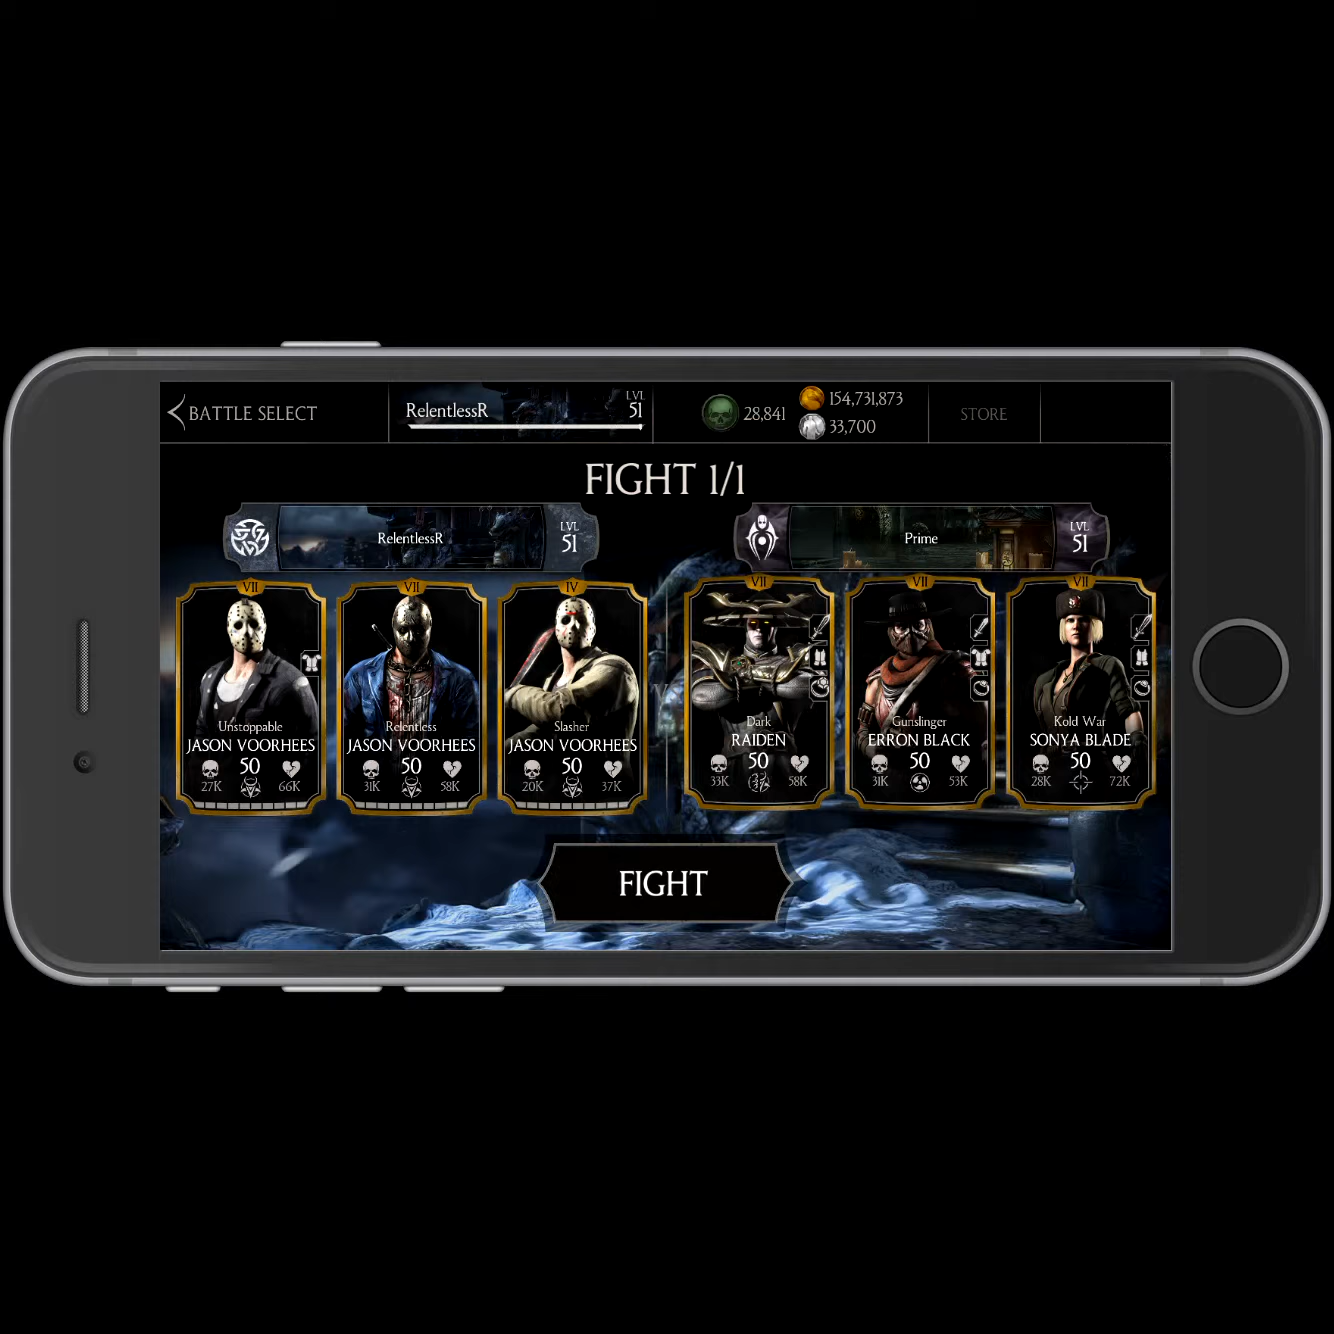 BATTLE SELECT
RelentlessR
LVL
51
28,841
154,731,873
33,700
STORE
FIGHT 1/1
RelentlessR
LVL
51
Prime
LVL
51
VII
Unstoppable
JASON VOORHEES
50
27K
66K
VII
Relentless
JASON VOORHEES
50
31K
58K
IV
Slasher
JASON VOORHEES
50
20K
37K
VII
Dark
RAIDEN
50
33K
58K
VII
Gunslinger
ERRON BLACK
50
31K
53K
VII
Kold War
SONYA BLADE
50
28K
72K
FIGHT